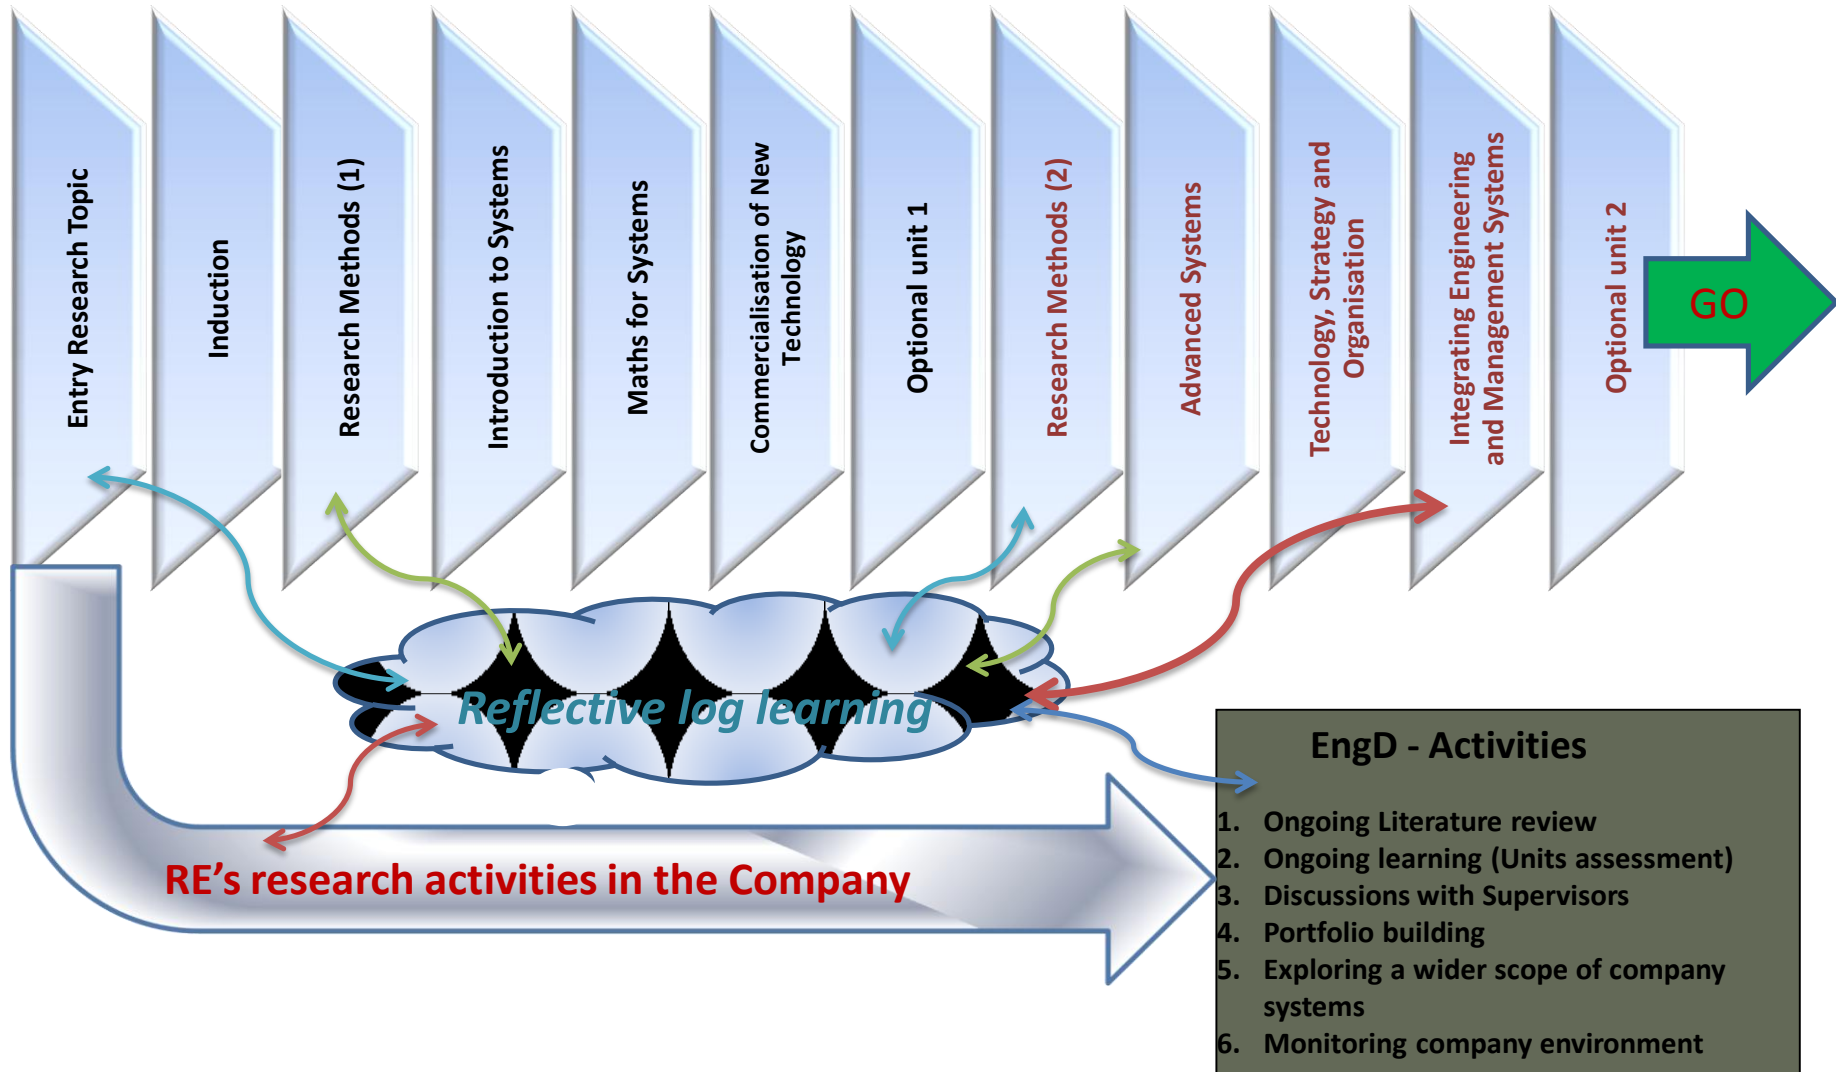 Entry Research Topic
Induction
Research Methods (1)
Introduction to Systems
Maths for Systems
Commercialisation of New
Technology
Optional unit 1
Research Methods (2)
Advanced Systems
Technology, Strategy and
Organisation
Integrating Engineering
and Management Systems
Optional unit 2
GO
Reflective log learning
RE’s research activities in the Company
EngD - Activities
1. Ongoing Literature review
2. Ongoing learning (Units assessment)
3. Discussions with Supervisors
4. Portfolio building
5. Exploring a wider scope of company
systems
6. Monitoring company environment